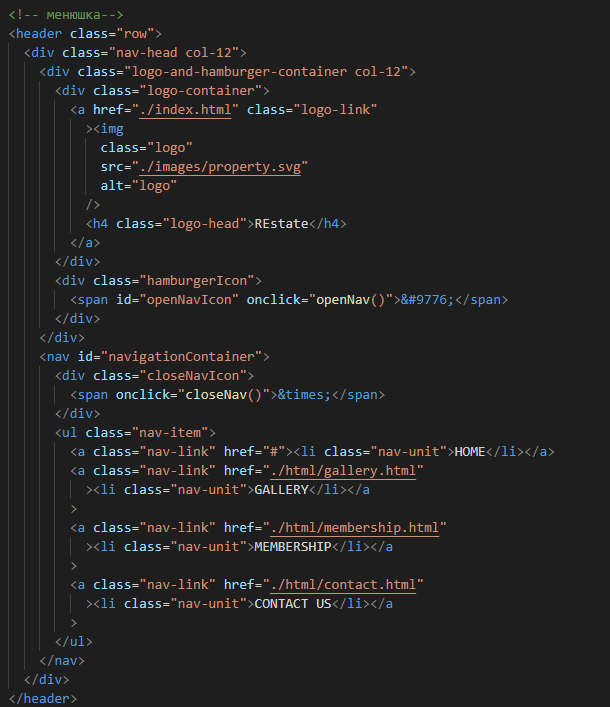 <!-- менюшка-->
<header class="row">
  <div class="nav-head col-12">
    <div class="logo-and-hamburger-container col-12">
      <div class="logo-container">
        <a href="./index.html" class="logo-link"
          ><img
            class="logo"
            src="./images/property.svg"
            alt="logo"
          />
          <h4 class="logo-head">REstate</h4>
        </a>
      </div>
      <div class="hamburgerIcon">
        <span id="openNavIcon" onclick="openNav()">&#9776;</span>
      </div>
    </div>
    <nav id="navigationContainer">
      <div class="closeNavIcon">
        <span onclick="closeNav()">&times;</span>
      </div>
      <ul class="nav-item">
        <a class="nav-link" href="#"><li class="nav-unit">HOME</li></a>
        <a class="nav-link" href="./html/gallery.html"
          ><li class="nav-unit">GALLERY</li></a
        >
        <a class="nav-link" href="./html/membership.html"
          ><li class="nav-unit">MEMBERSHIP</li></a
        >
        <a class="nav-link" href="./html/contact.html"
          ><li class="nav-unit">CONTACT US</li></a
        >
      </ul>
    </nav>
  </div>
</header>